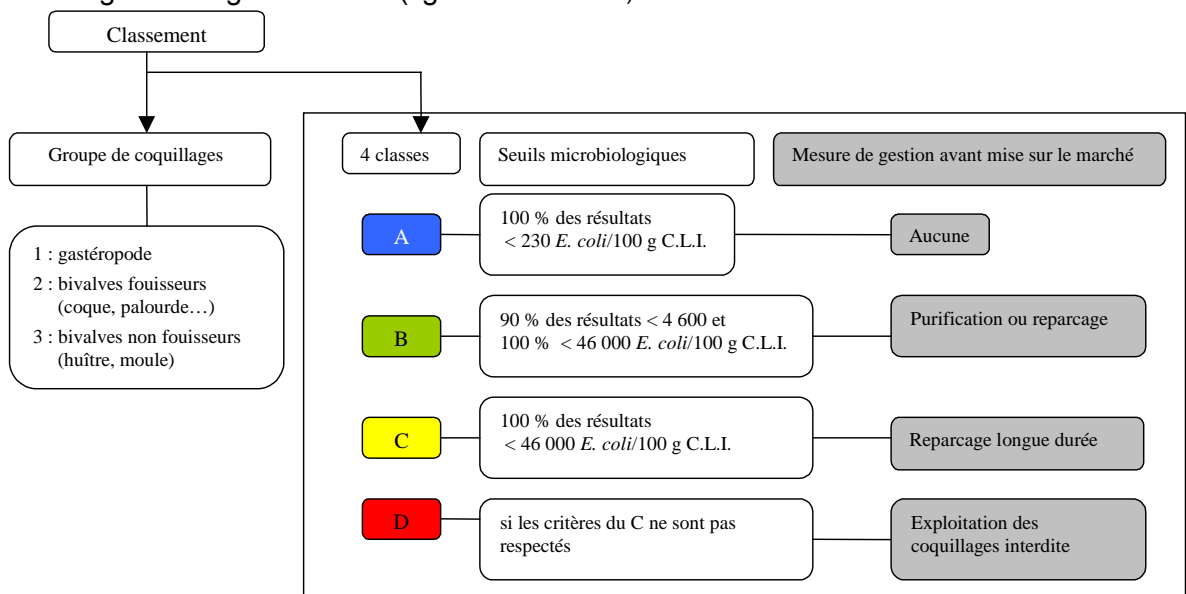 Classement
Groupe de coquillages
4 classes
Seuils microbiologiques
Mesure de gestion avant mise sur le marché
1 : gastéropode
2 : bivalves fouisseurs
(coque, palourde…)
3 : bivalves non fouisseurs
(huître, moule)
A
100 % des résultats
< 230 E. coli/100 g C.L.I.
Aucune
B
90 % des résultats < 4 600 et
100 % < 46 000 E. coli/100 g C.L.I.
Purification ou reparcage
C
100 % des résultats
< 46 000 E. coli/100 g C.L.I.
Reparcage longue durée
D
si les critères du C ne sont pas
respectés
Exploitation des
coquillages interdite